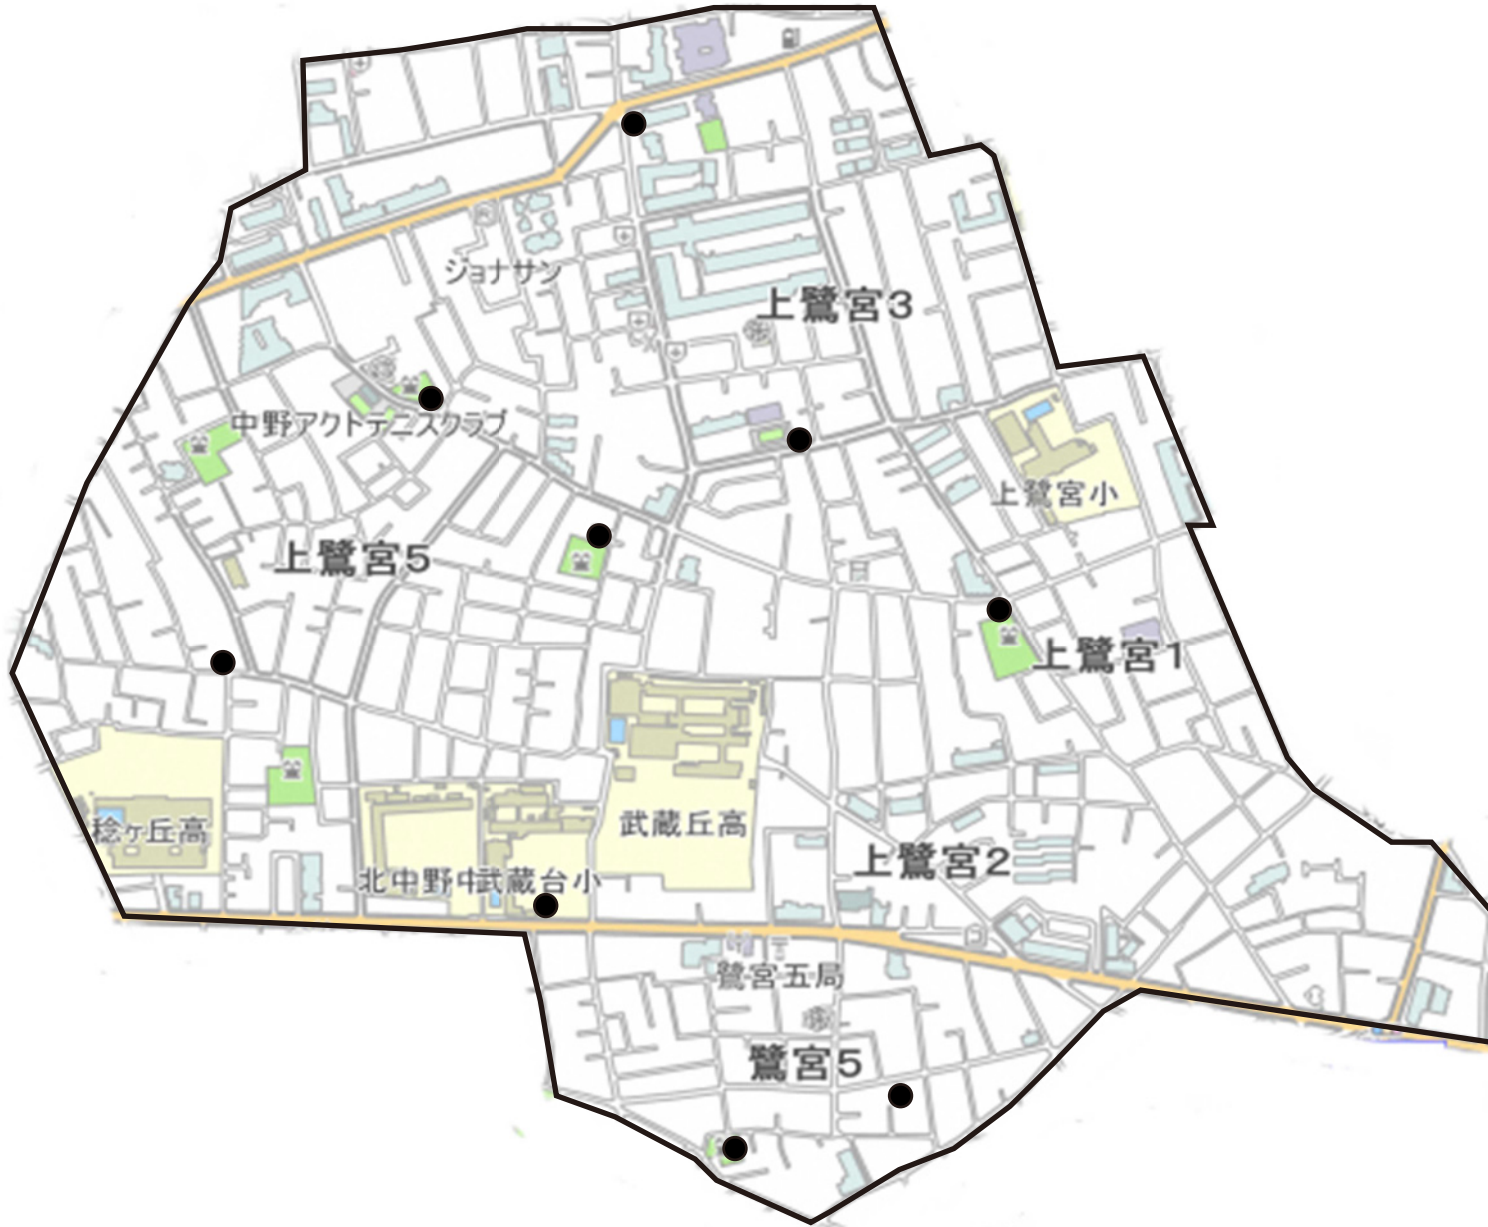 ジョナサン
上鷺宮3
中野アクトテニスクラブ
上鷺宮小
上鷺宮5
上鷺宮1
武蔵丘高
稔ヶ丘高
上鷺宮2
北中野中
武蔵台小
鷺宮五局
鷺宮5